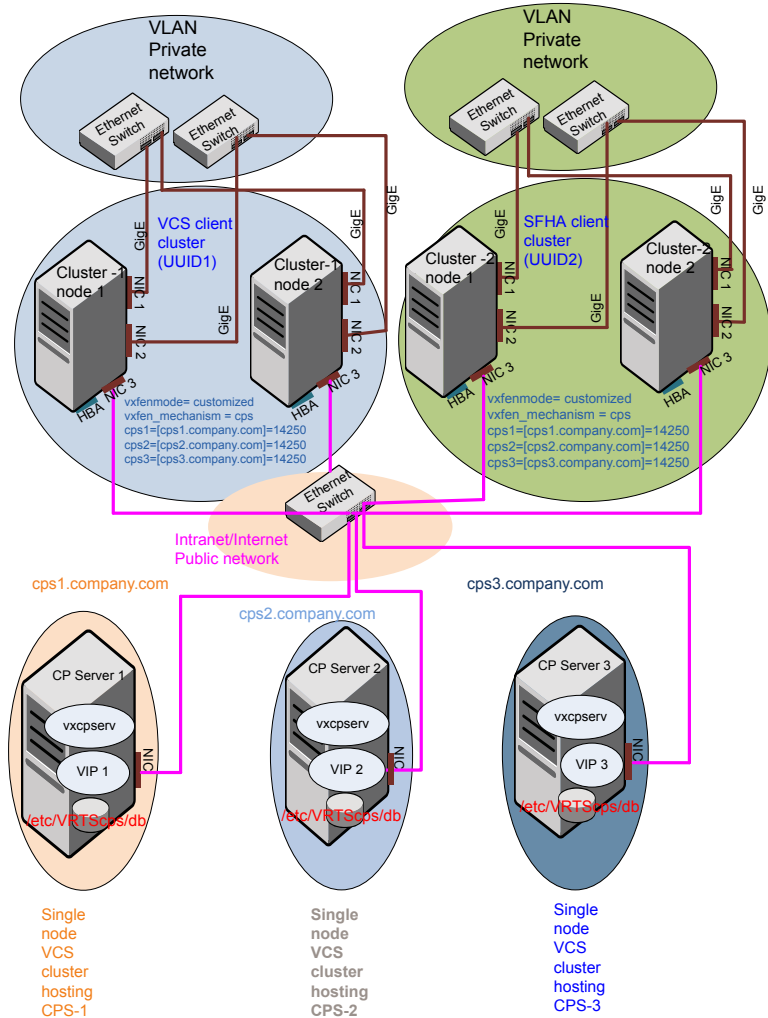 VLAN
Private
network
VLAN
Private
network
Ethernet
Switch
Ethernet
Switch
Ethernet
Switch
Ethernet
Switch
GigE
GigE
GigE
GigE
VCS client
cluster
(UUID1)
SFHA client
cluster
(UUID2)
GigE
GigE
GigE
GigE
Cluster -1
node 1
Cluster-1
node 2
Cluster -2
node 1
Cluster-2
node 2
NIC 1
NIC 2
NIC 1
NIC 2
NIC 1
NIC 2
NIC 1
NIC 2
HBA
NIC 3
HBA
NIC 3
HBA
NIC 3
HBA
NIC 3
vxfenmode= customized
vxfen_mechanism = cps
cps1=[cps1.company.com]=14250
cps2=[cps2.company.com]=14250
cps3=[cps3.company.com]=14250
vxfenmode= customized
vxfen_mechanism = cps
cps1=[cps1.company.com]=14250
cps2=[cps2.company.com]=14250
cps3=[cps3.company.com]=14250
Ethernet
Switch
Intranet/Internet
Public network
cps1.company.com
cps2.company.com
cps3.company.com
CP Server 1
vxcpserv
VIP 1
NIC
/etc/VRTScps/db
CP Server 2
vxcpserv
VIP 2
NIC
/etc/VRTScps/db
CP Server 3
vxcpserv
VIP 3
NIC
/etc/VRTScps/db
Single
node
VCS
cluster
hosting
CPS-1
Single
node
VCS
cluster
hosting
CPS-2
Single
node
VCS
cluster
hosting
CPS-3